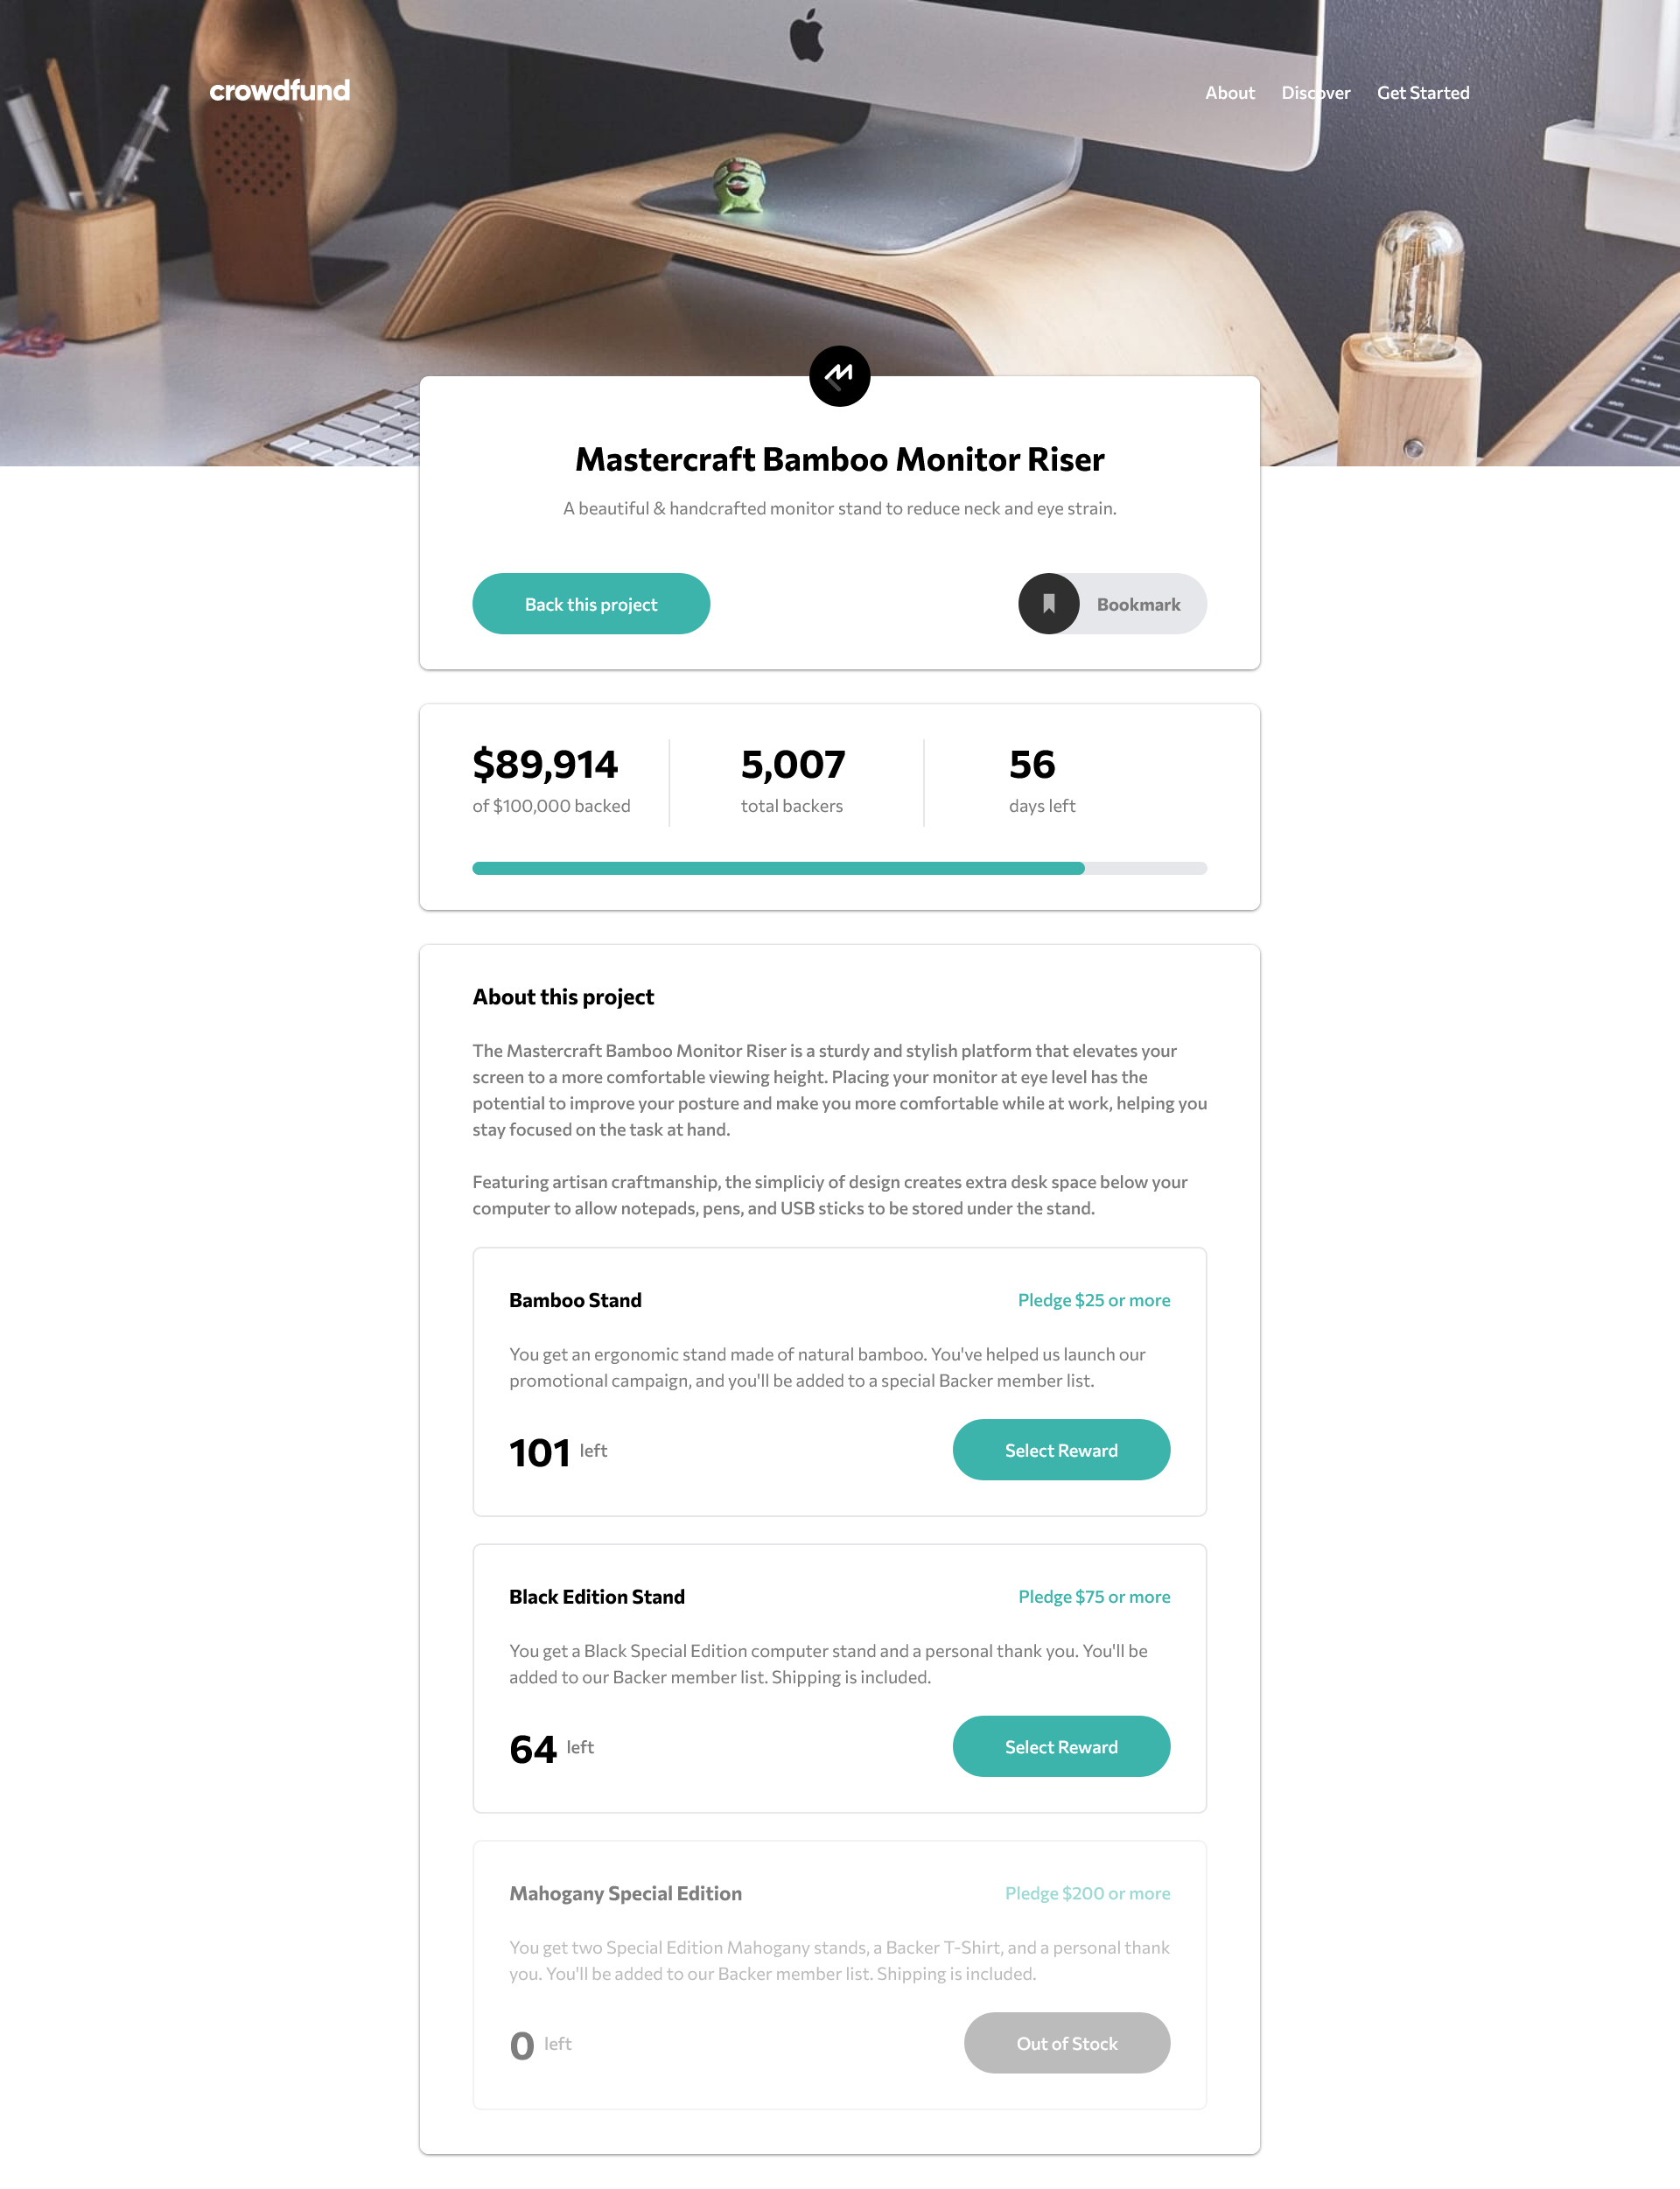 crowdfund
About Discover Get Started
Mastercraft Bamboo Monitor Riser
A beautiful & handcrafted monitor stand to reduce neck and eye strain.
Back this project
Bookmark
$89,914
of $100,000 backed
5,007
total backers
56
days left
About this project
The Mastercraft Bamboo Monitor Riser is a sturdy and stylish platform that elevates your
screen to a more comfortable viewing height. Placing your monitor at eye level has the
potential to improve your posture and make you more comfortable while at work, helping you
stay focused on the task at hand.
Featuring artisan craftmanship, the simpliciy of design creates extra desk space below your
computer to allow notepads, pens, and USB sticks to be stored under the stand.
Bamboo Stand
Pledge $25 or more
You get an ergonomic stand made of natural bamboo. You've helped us launch our
promotional campaign, and you'll be added to a special Backer member list.
101 left
Select Reward
Black Edition Stand
Pledge $75 or more
You get a Black Special Edition computer stand and a personal thank you. You'll be
added to our Backer member list. Shipping is included.
64 left
Select Reward
Mahogany Special Edition
Pledge $200 or more
You get two Special Edition Mahogany stands, a Backer T-Shirt, and a personal thank
you. You'll be added to our Backer member list. Shipping is included.
0 left
Out of Stock